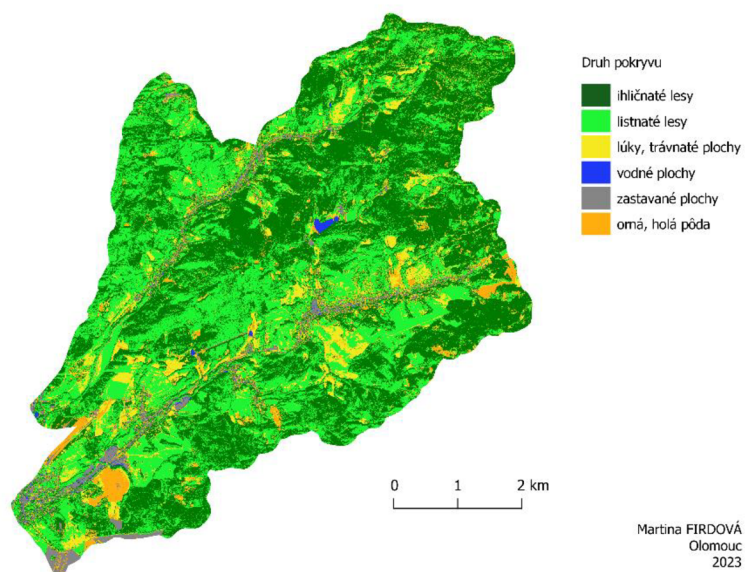 Druh pokryvu
ihličnaté lesy
listnaté lesy
lúky, trávnaté plochy
vodné plochy
zastavané plochy
orná, holá pôda
0 1 2 km
Martina FIRDOVÁ
Olomouc
2023